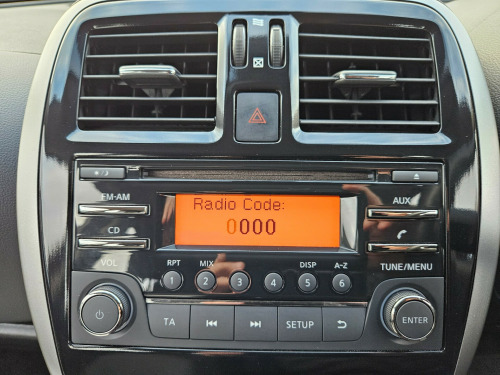 FM-AM
AUX
Radio Code:
0000
CD
VOL
RPT MIX DISP A-Z
TUNE/MENU
1 2 3 4 5 6
TA SETUP
ENTER